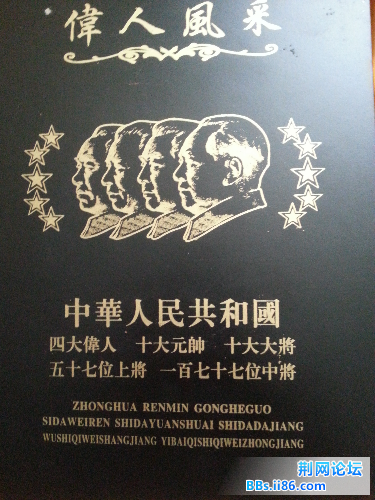 偉人風采
中華人民共和國
四大偉人 十大元帥 十大大將
五十七位上將 一百七十七位中將
ZHONGHUA RENMIN GONGHEGUO
SIDAWEIREN SHIDAYUANSHUAI SHIDADAJIANG
WUSHIQIWEISHANGJIANG YIBAIQISHIQIWEIZHONGJIANG
荆网论坛
BBs.ii86.com